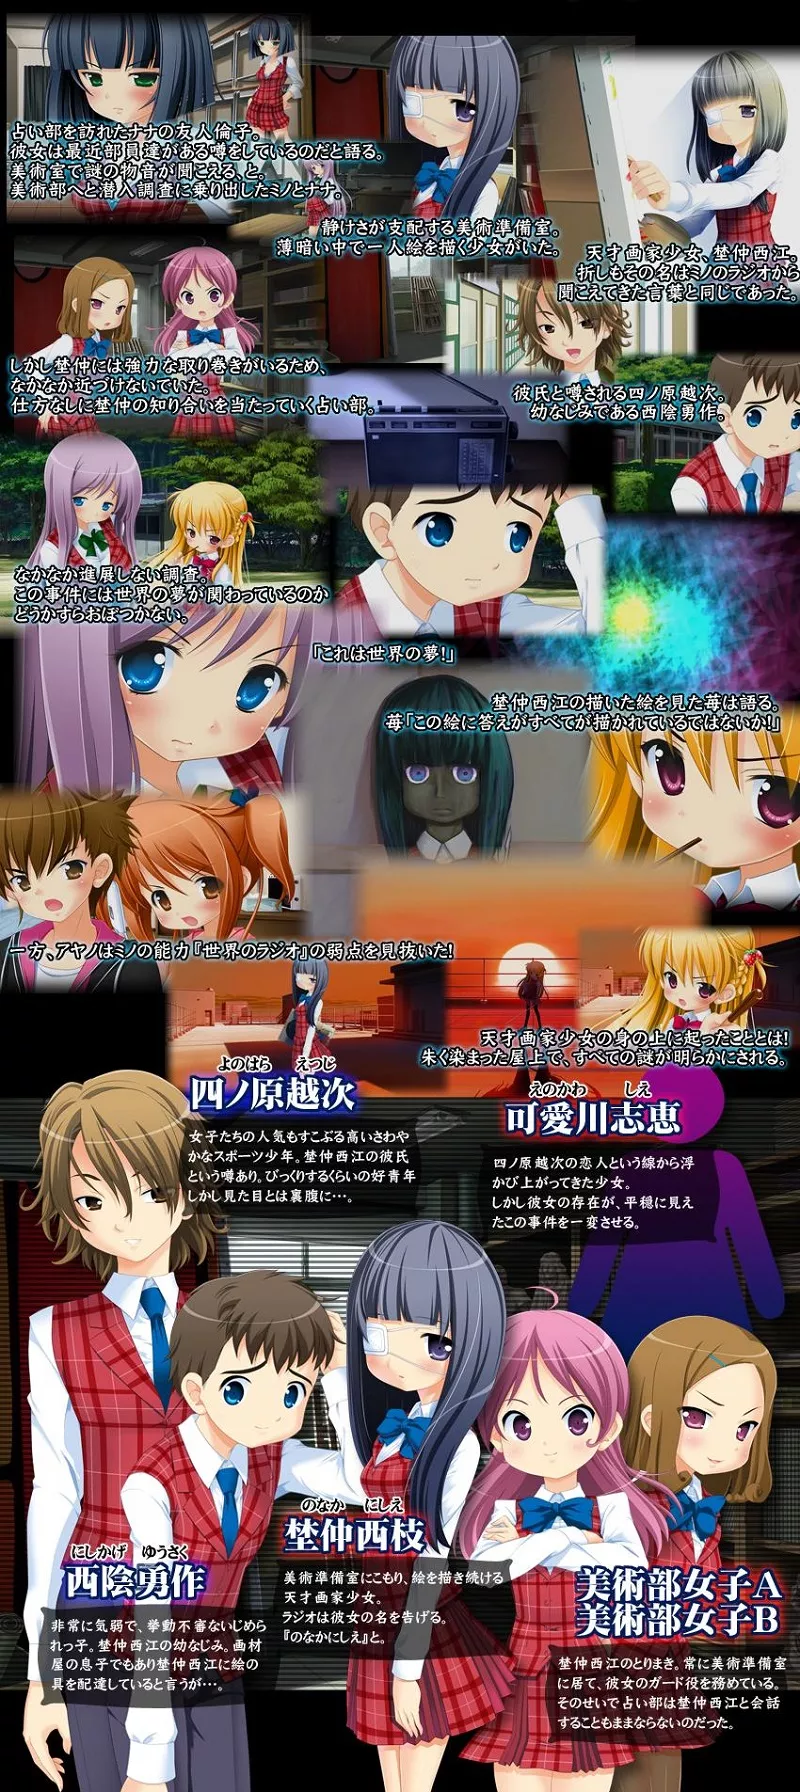 占い部を訪れたナナの友人倫子。
彼女は最近部員達がある噂をしているのだと語る。
美術室で謎の物音が聞こえる、と。
美術部へと潜入調査に乗り出したミノとナナ。
静けさが支配する美術準備室。
薄暗い中で一人絵を描く少女がいた。
天才画家少女、埜仲西江。
折しもその名はミノのラジオから
聞こえてきた言葉と同じであった。
しかし埜仲には強力な取り巻きがいるため、
なかなか近づけないでいた。
仕方なしに埜仲の知り合いを当たっていく占い部。
彼氏と噂される四ノ原越次。
幼なじみである西陰勇作。
なかなか進展しない調査。
この事件には世界の夢が関わっているのか
どうかすらおぼつかない。
「これは世界の夢!」
埜仲西江の描いた絵を見た苺は語る。
苺「この絵に答えがすべてが描かれているではないか!」
一方、アヤノはミノの能力『世界のラジオ』の弱点を見抜いた!
天才画家少女の身の上に起ったこととは!
朱く染まった屋上で、すべての謎が明らかにされる。
よのはら えつじ
四ノ原越次
女子たちの人気もすこぶる高いさわや
かなスポーツ少年。埜仲西江の彼氏
という噂あり。びっくりするくらいの好青年
しかし見た目とは裏腹に…。
えのかわ しえ
可愛川志恵
四ノ原越次の恋人という線から浮
かび上がってきた少女。
しかし彼女の存在が、平穏に見え
たこの事件を一変させる。
にしかげ ゆうさく
西陰勇作
非常に気弱で、挙動不審ないじめら
れっ子。埜仲西江の幼なじみ。画材
屋の息子でもあり埜仲西江に絵の
具を配達していると言うが…。
のなか にしえ
埜仲西枝
美術準備室にこもり、絵を描き続ける
天才画家少女。
ラジオは彼女の名を告げる。
『のなかにしえ』と。
美術部女子A
美術部女子B
埜仲西江のとりまき。常に美術準備室
に居て、彼女のガード役を務めている。
そのせいで占い部は埜仲西江と会話
することもままならないのだった。